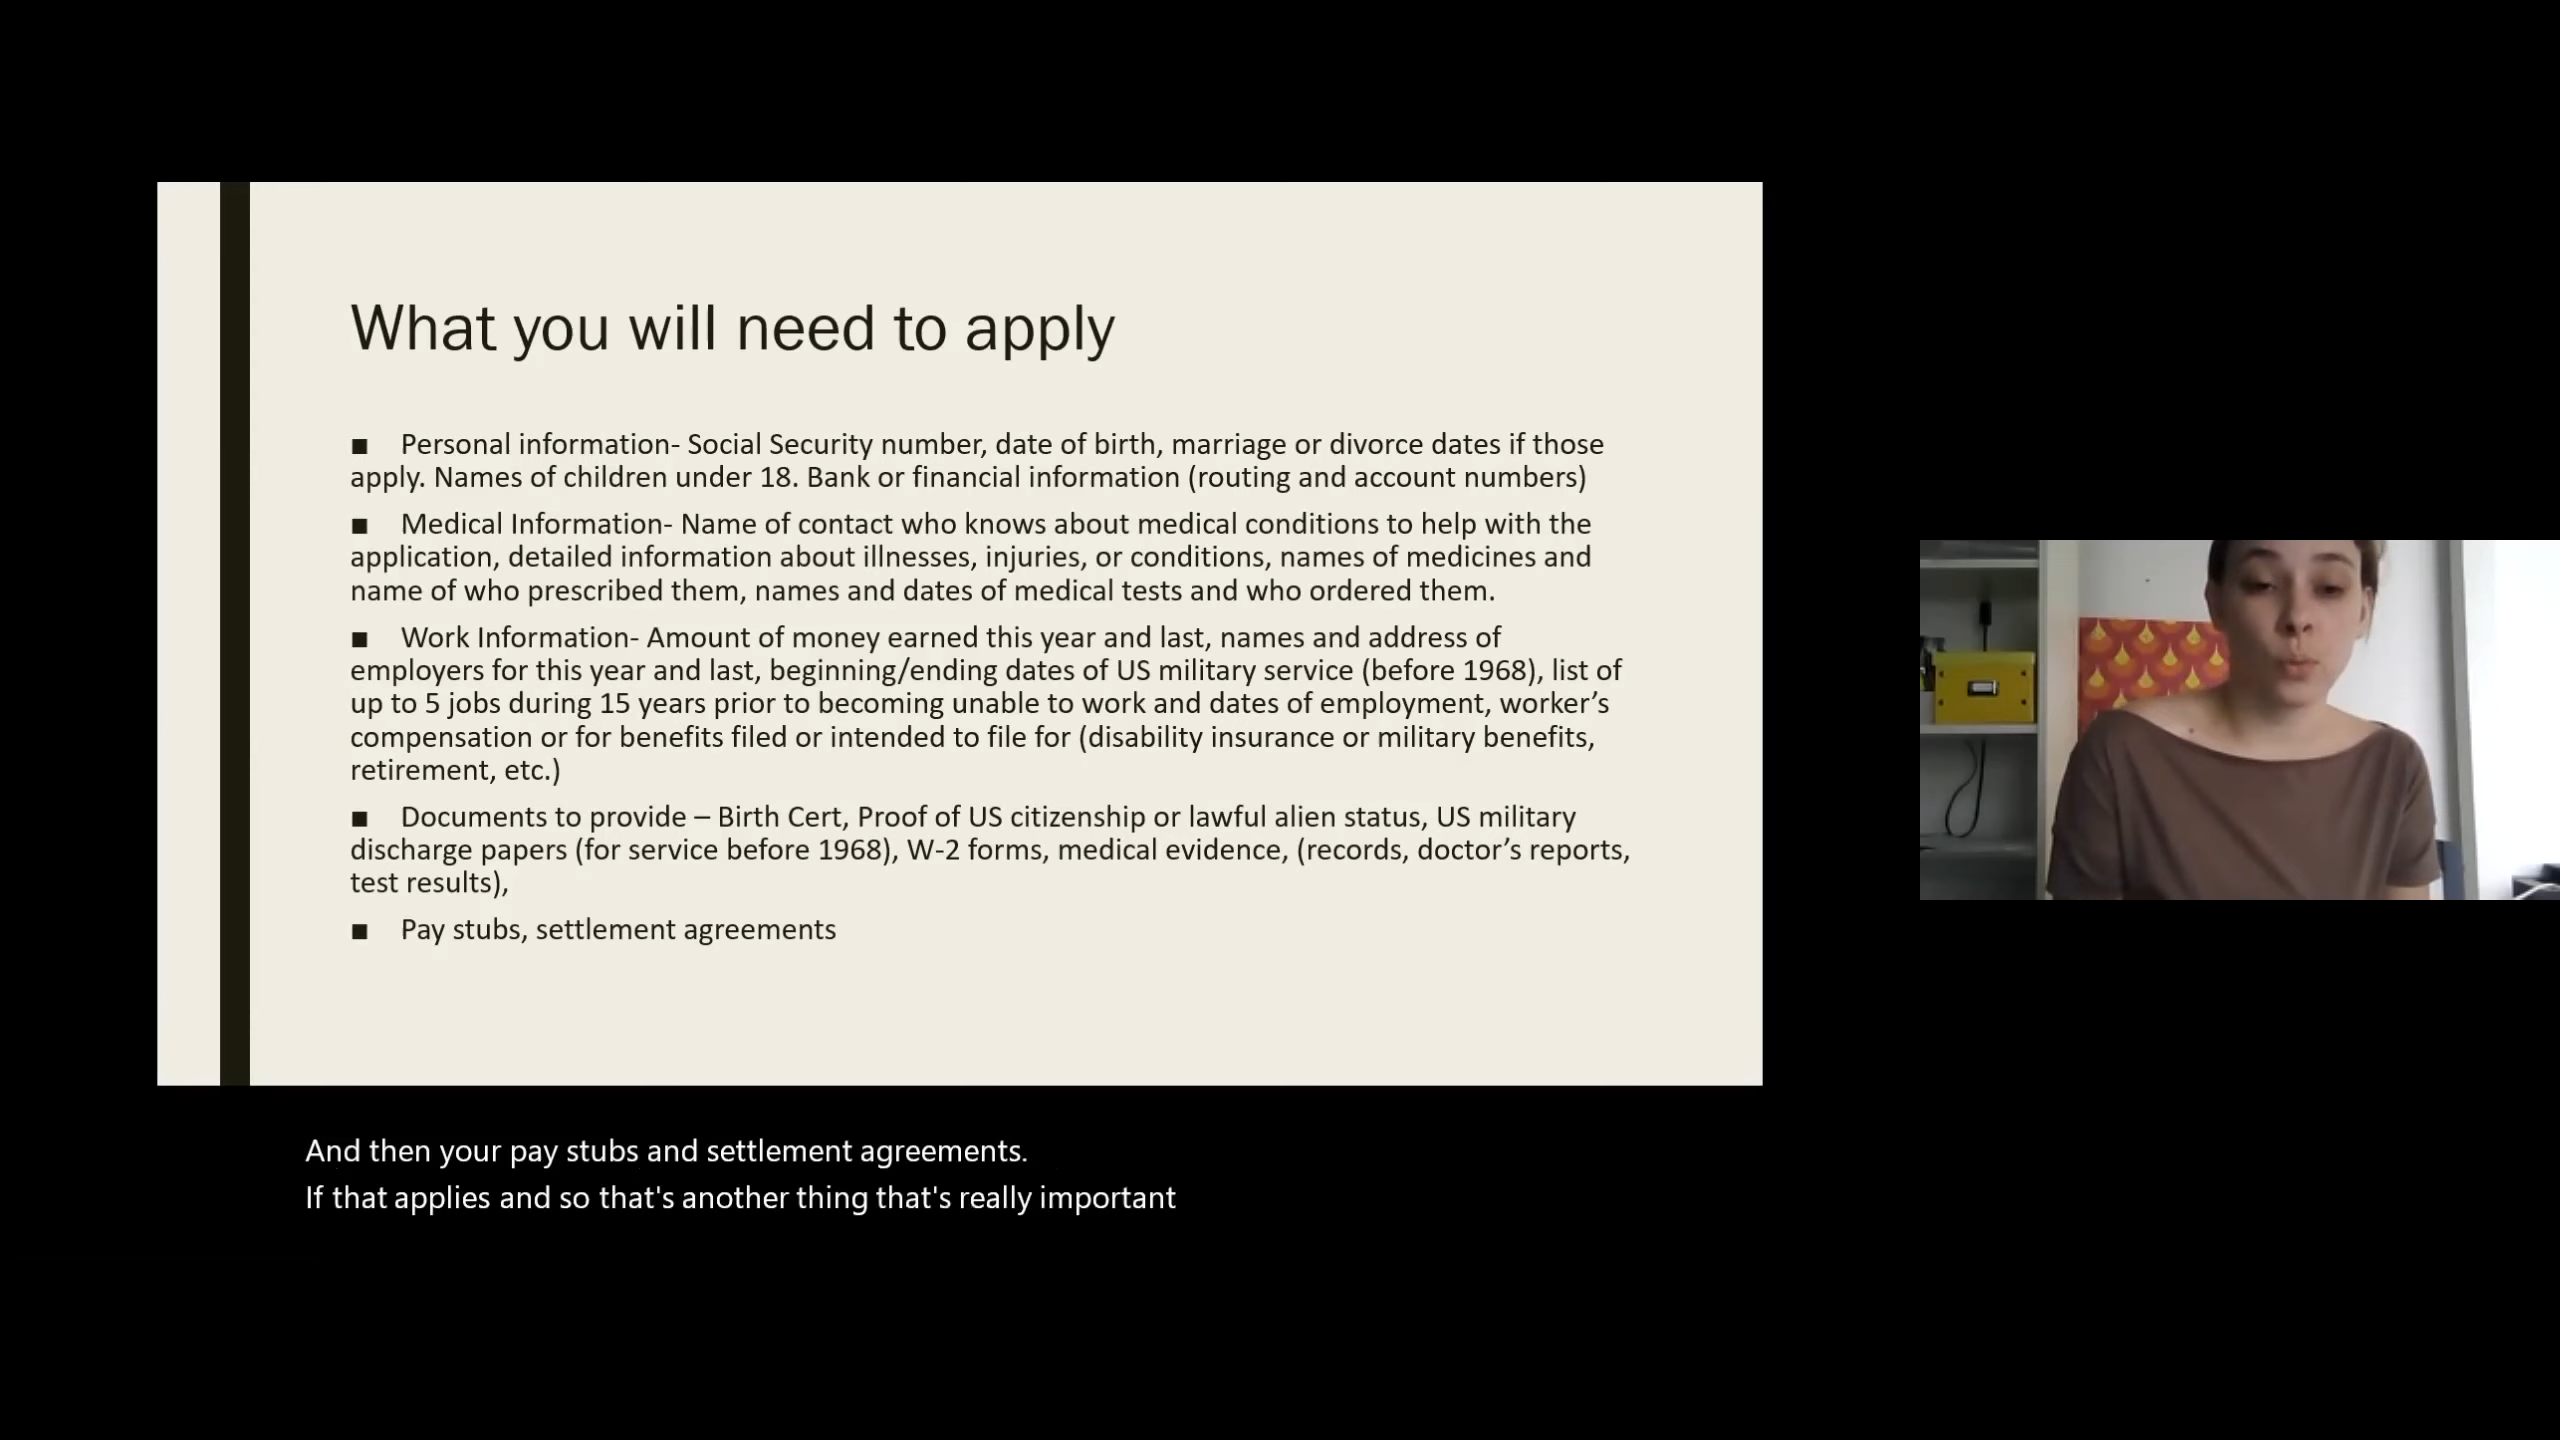 What you will need to apply
■ Personal information- Social Security number, date of birth, marriage or divorce dates if those
apply. Names of children under 18. Bank or financial information (routing and account numbers)
■ Medical Information- Name of contact who knows about medical conditions to help with the
application, detailed information about illnesses, injuries, or conditions, names of medicines and
name of who prescribed them, names and dates of medical tests and who ordered them.
■ Work Information- Amount of money earned this year and last, names and address of
employers for this year and last, beginning/ending dates of US military service (before 1968), list of
up to 5 jobs during 15 years prior to becoming unable to work and dates of employment, worker’s
compensation or for benefits filed or intended to file for (disability insurance or military benefits,
retirement, etc.)
■ Documents to provide – Birth Cert, Proof of US citizenship or lawful alien status, US military
discharge papers (for service before 1968), W-2 forms, medical evidence, (records, doctor’s reports,
test results),
■ Pay stubs, settlement agreements
And then your pay stubs and settlement agreements.
If that applies and so that's another thing that's really important